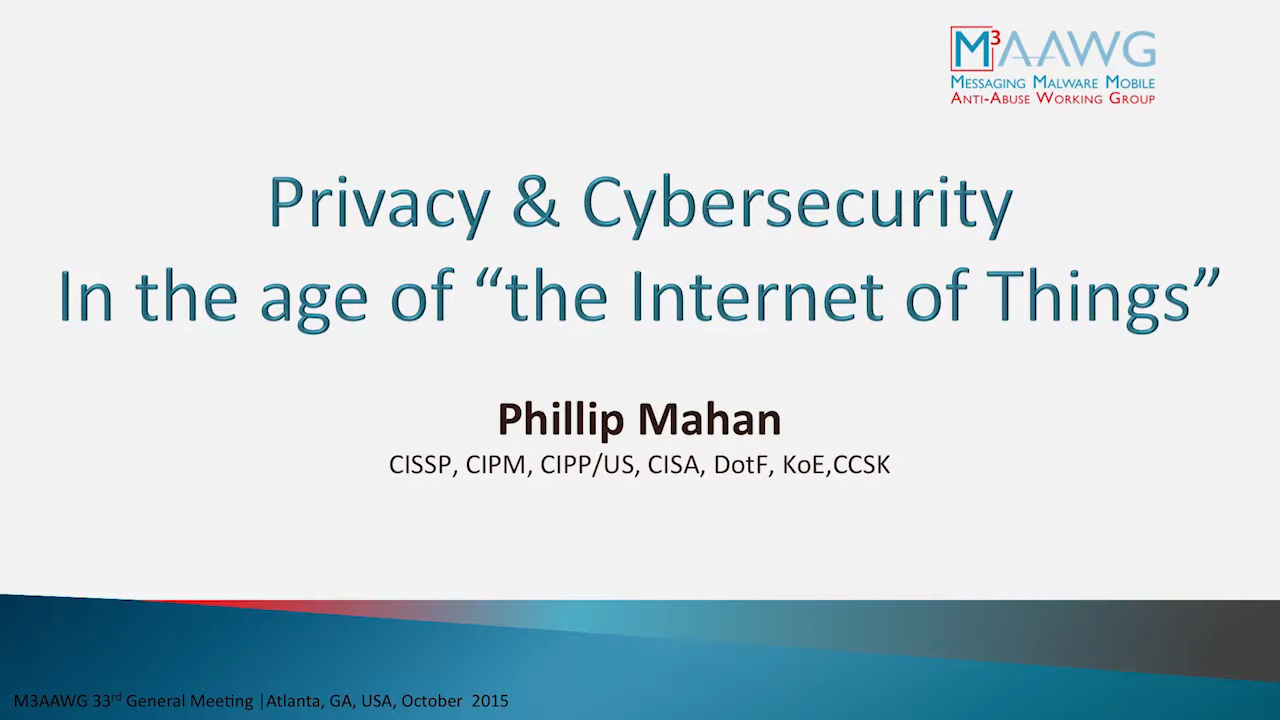 M³AAWG
Messaging Malware Mobile
Anti-Abuse Working Group
Privacy & Cybersecurity
In the age of “the Internet of Things”
Phillip Mahan
CISSP, CIPM, CIPP/US, CISA, DotF, KoE,CCSK
M3AAWG 33rd General Meeting |Atlanta, GA, USA, October 2015